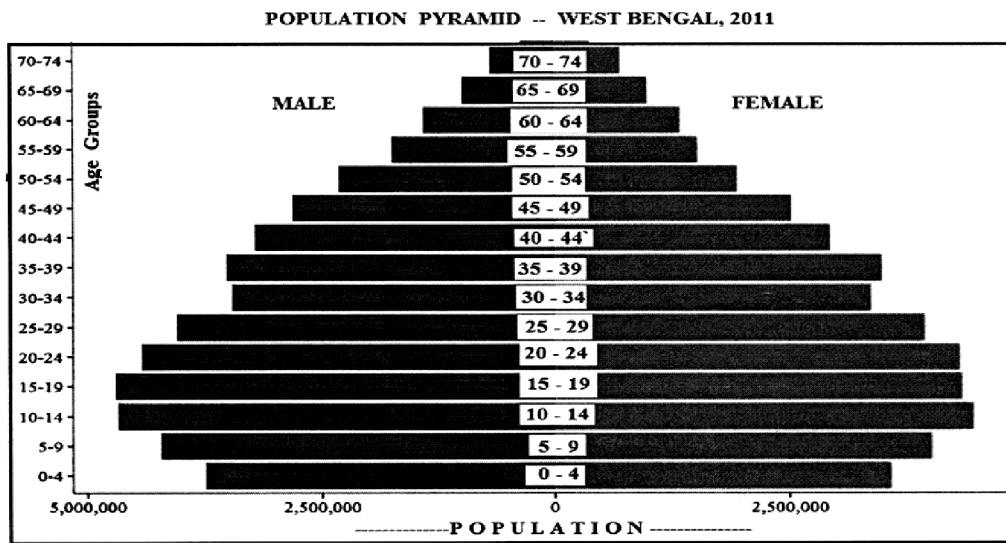 POPULATION PYRAMID -- WEST BENGAL, 2011
Age Groups
MALE
FEMALE
70-74 70 - 74
65-69 65 - 69
60-64 60 - 64
55-59 55 - 59
50-54 50 - 54
45-49 45 - 49
40-44 40 - 44`
35-39 35 - 39
30-34 30 - 34
25-29 25 - 29
20-24 20 - 24
15-19 15 - 19
10-14 10 - 14
5-9 5 - 9
0-4 0 - 4
5,000,000 2,500,000 0 2,500,000
POPULATION